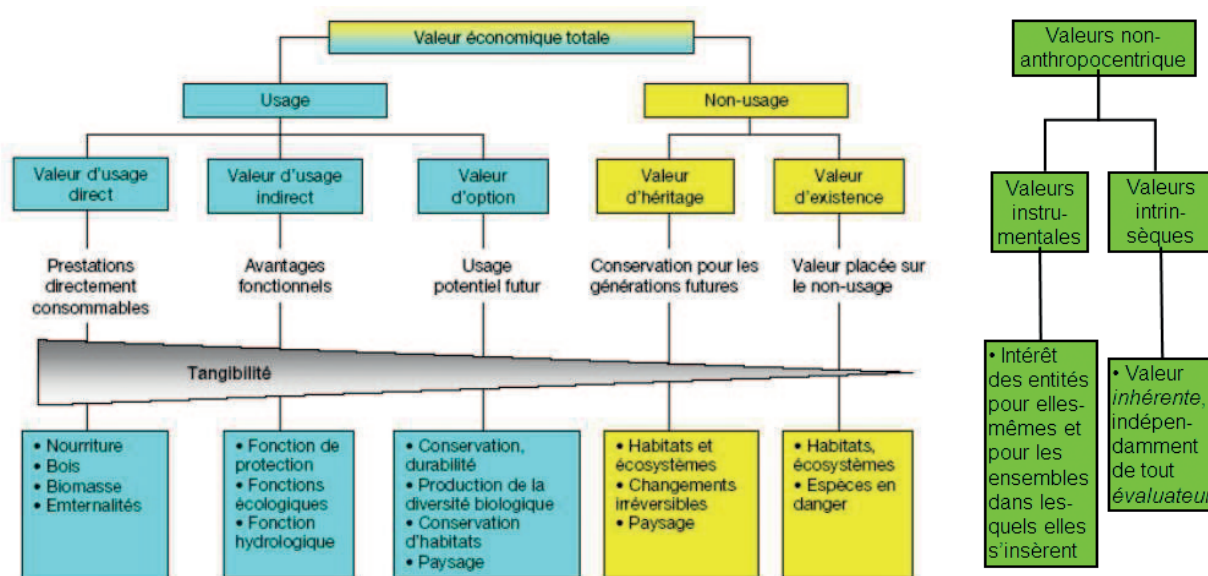 Valeur économique totale
Usage
Non-usage
Valeur d'usage
direct
Valeur d'usage
indirect
Valeur
d'option
Valeur
d'héritage
Valeur
d'existence
Prestations
directement
consommables
Avantages
fonctionnels
Usage
potentiel futur
Conservation pour les
générations futures
Valeur placée sur
le non-usage
Tangibilité
• Nourriture
• Bois
• Biomasse
• Emternalités
• Fonction de
protection
• Fonctions
écologiques
• Fonction
hydrologique
• Conservation,
durabilité
• Production de la
diversité biologique
• Conservation
d'habitats
• Paysage
• Habitats et
écosystèmes
• Changements
irréversibles
• Paysage
• Habitats,
écosystèmes
• Espèces en
danger
Valeurs non-
anthropocentrique
Valeurs
instru-
mentales
Valeurs
intrin-
sèques
• Intérêt
des entités
pour elles-
mêmes et
pour les
ensembles
dans les-
quels elles
s'insèrent
• Valeur
inhérente,
indépen-
damment
de tout
évaluateur